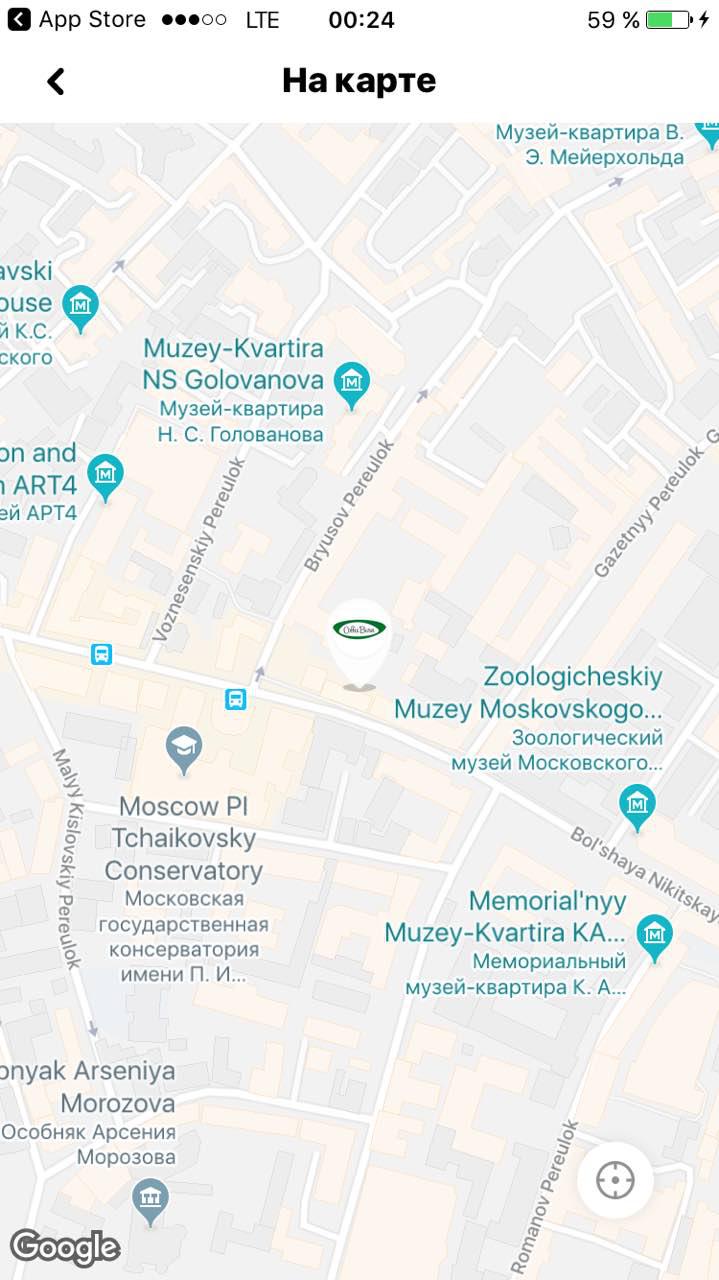 App Store LTE 00:24 59 %
На карте
Музей-квартира В.
Э. Мейерхольда
avski
ouse
й К.С.
ского
Muzey-Kvartira
NS Golovanova
Музей-квартира
Н. С. Голованова
on and
n ART4
ей АРТ4
Voznesenskiy Pereulok
Bryusov Pereulok
Gazetnyy Pereulok G
Zoologicheskiy
Muzey Moskovskogo...
Зоологический
музей Московского...
Malyy Kislovskiy Pereulok
Moscow PI
Tchaikovsky
Conservatory
Московская
государственная
консерватория
имени П. И...
Bol'shaya Nikitskay
Memorial'nyy
Muzey-Kvartira KA...
Мемориальный
музей-квартира К. А...
onyak Arseniya
Morozova
Особняк Арсения
Морозова
Romanov Pereulok
Google